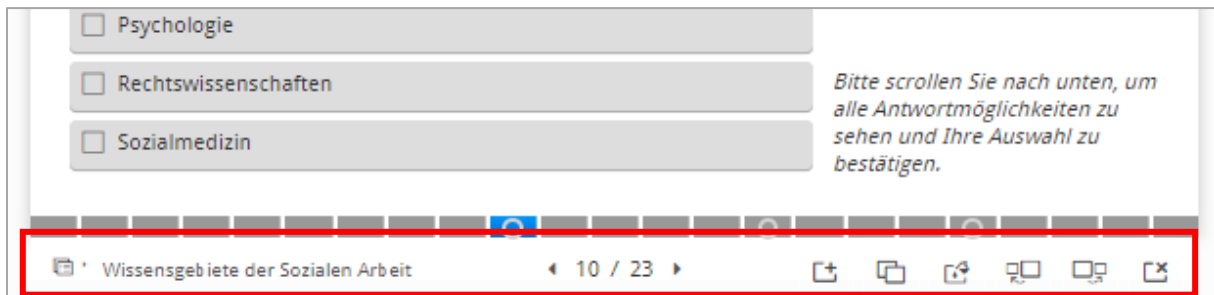 Psychologie
Rechtswissenschaften
Sozialmedizin
Bitte scrollen Sie nach unten, um
alle Antwortmöglichkeiten zu
sehen und Ihre Auswahl zu
bestätigen.
Wissensgebiete der Sozialen Arbeit
10 / 23